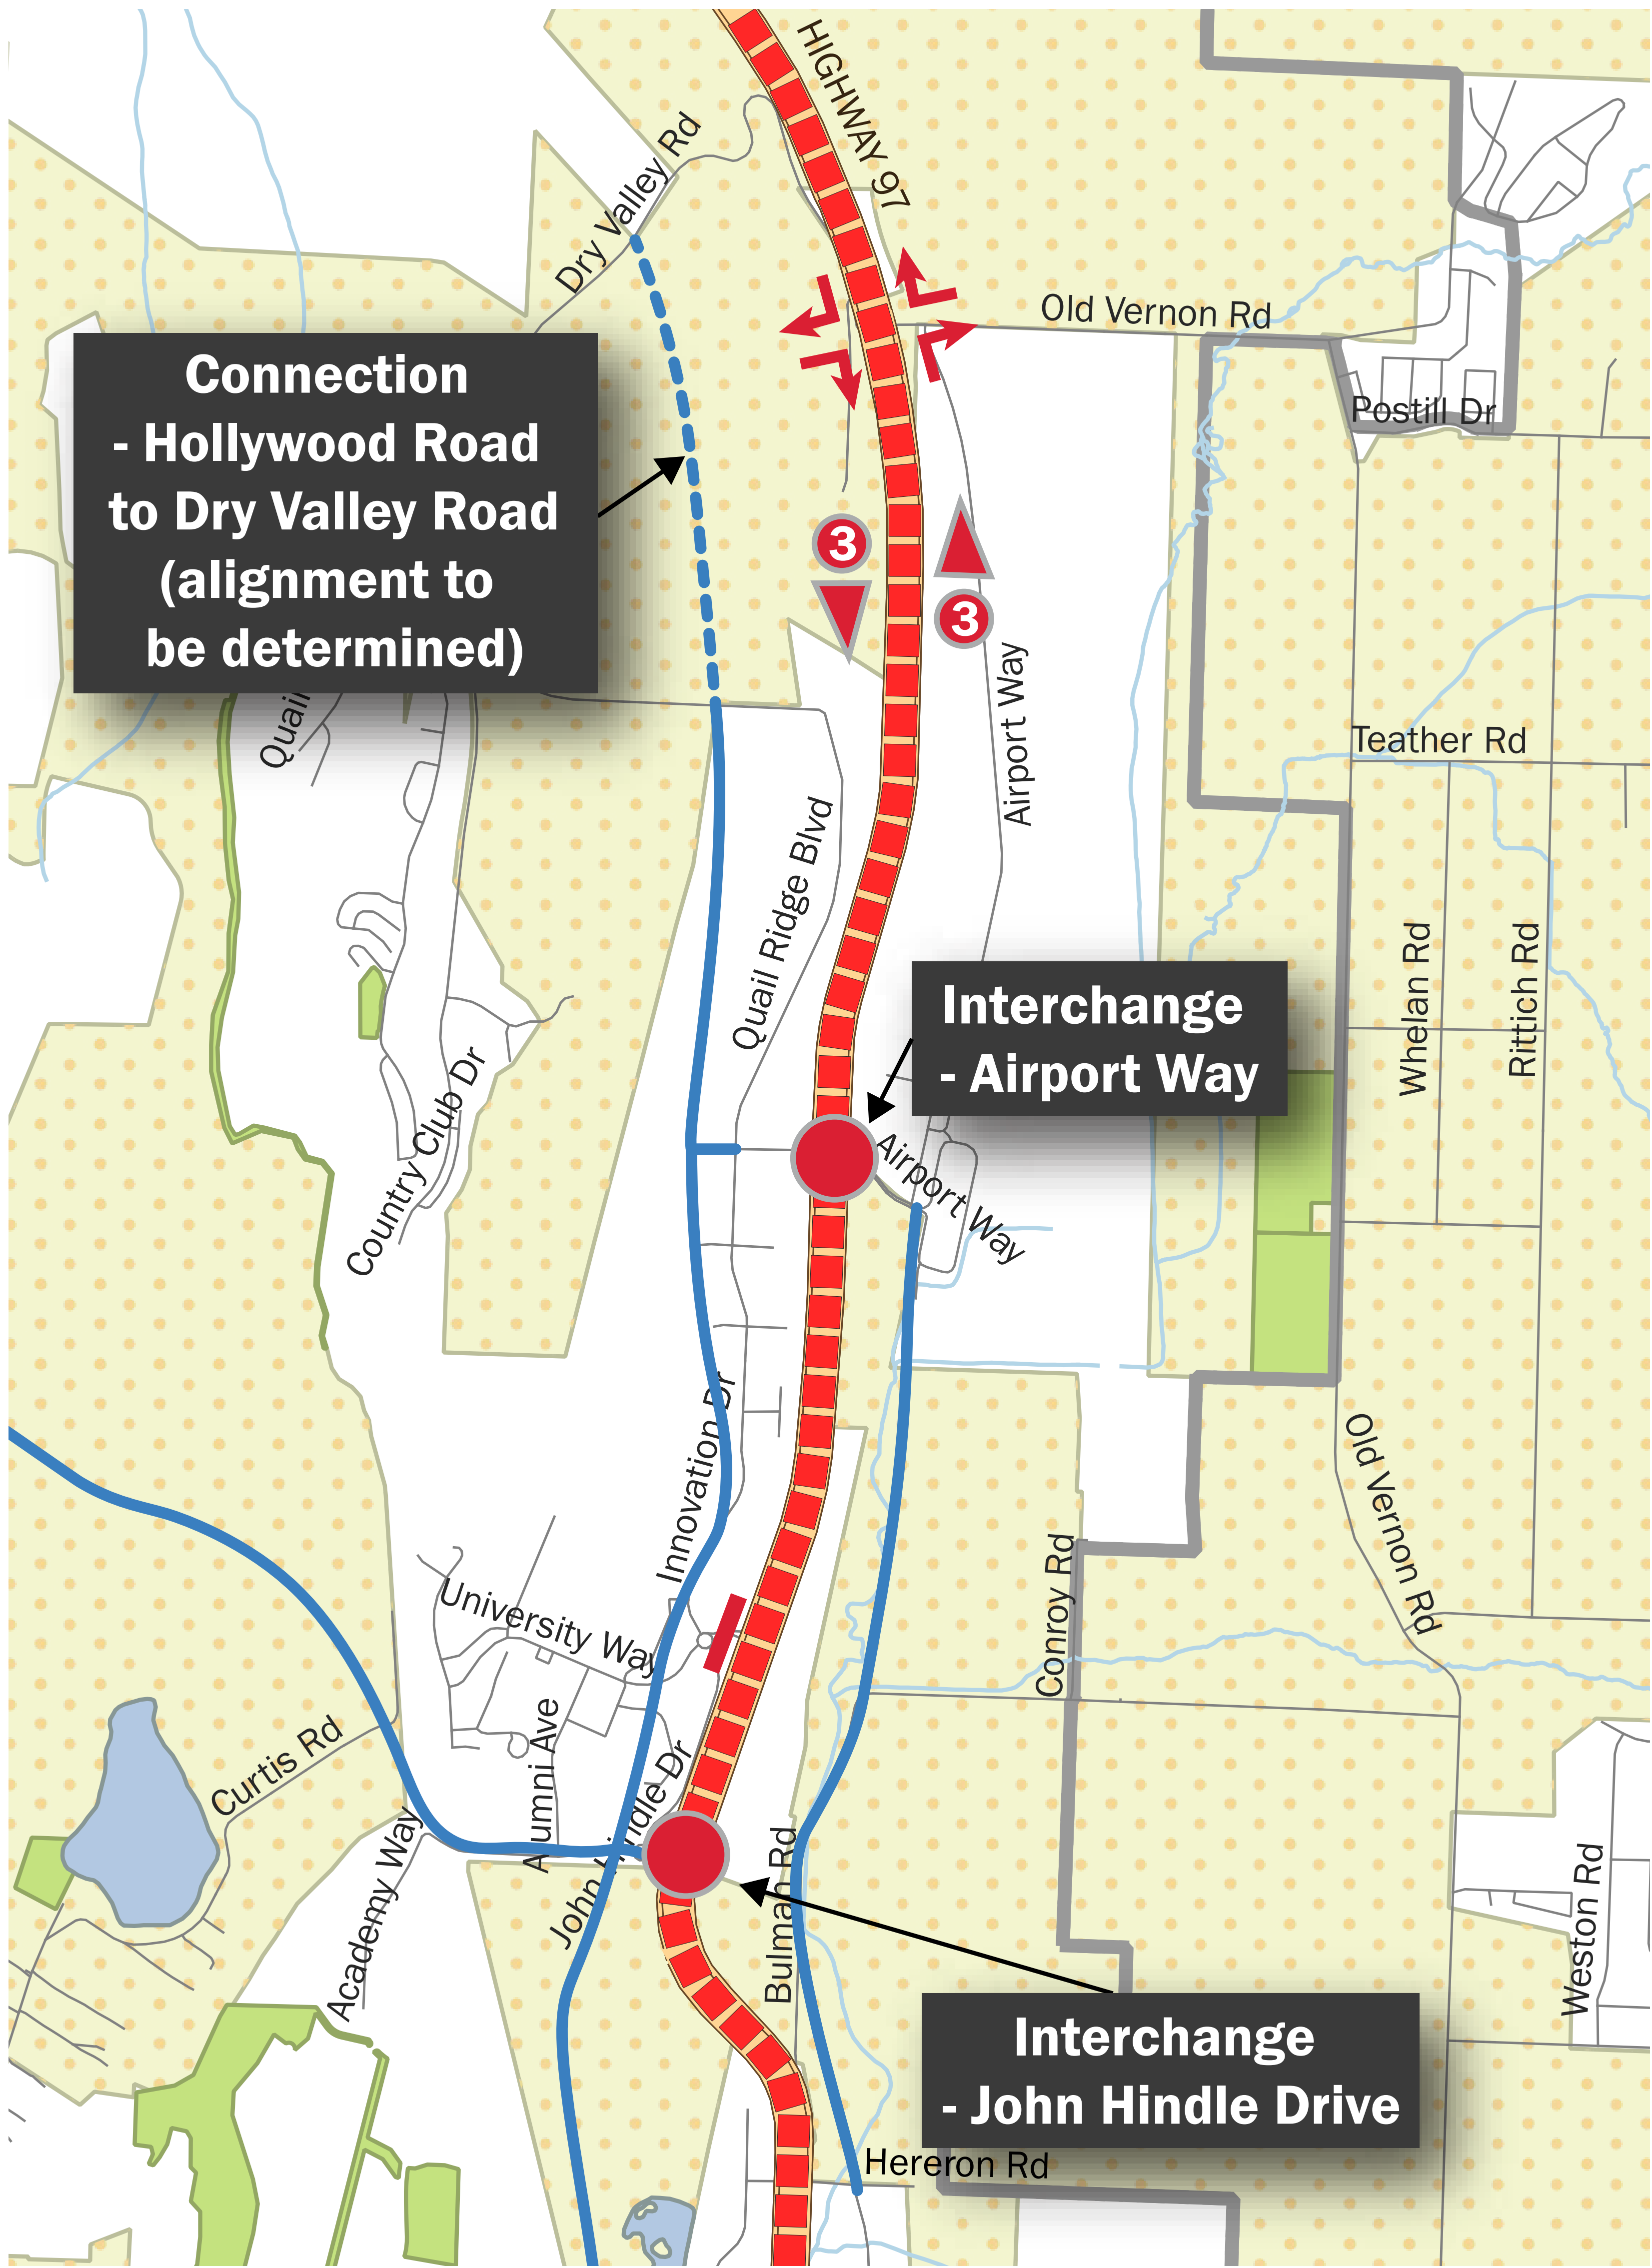 HIGHWAY 97
Dry Valley Rd
Old Vernon Rd
Connection
- Hollywood Road
to Dry Valley Road
(alignment to
be determined)
Postill Dr
3
3
Quail
Airport Way
Teather Rd
Quail Ridge Blvd
Whelan Rd
Rittich Rd
Interchange
- Airport Way
Country Club Dr
Airport Way
Innovation Dr
Old Vernon Rd
University Way
Conroy Rd
Curtis Rd
Alumni Ave
John Hindle Dr
Academy Way
Bulman Rd
Weston Rd
Interchange
- John Hindle Drive
Hereron Rd